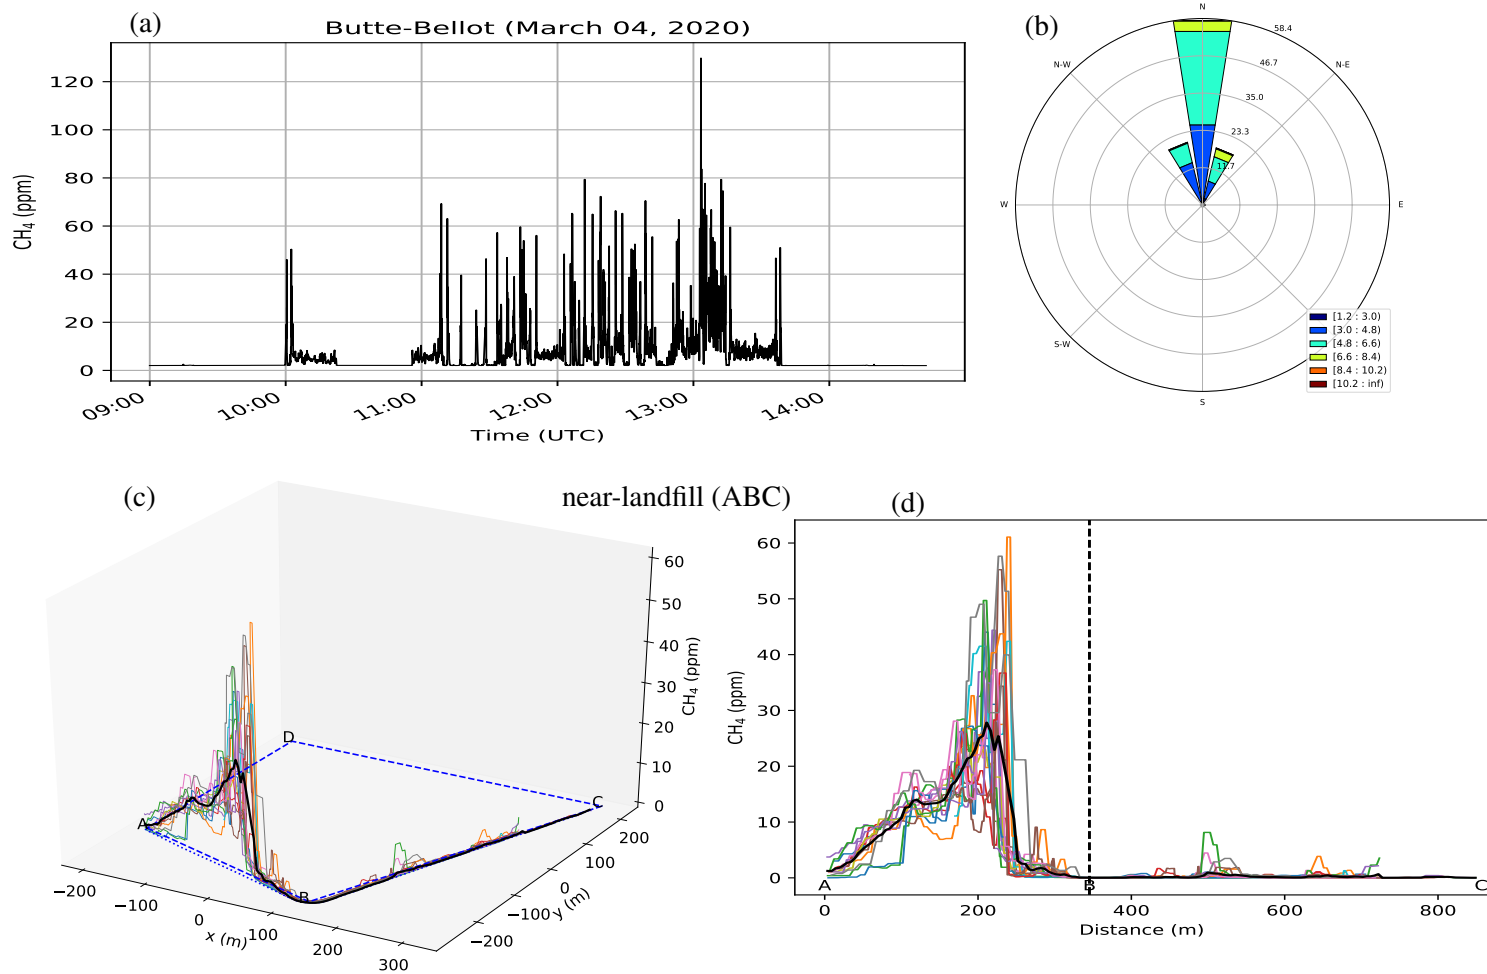 (a)
Butte-Bellot (March 04, 2020)
CH4 (ppm)
120
100
80
60
40
20
0
09:00
10:00
11:00
12:00
13:00
14:00
Time (UTC)
(b)
N
N-E
E
S
S-W
W
N-W
58.4
46.7
35.0
23.3
11.7
[1.2 : 3.0)
[3.0 : 4.8)
[4.8 : 6.6)
[6.6 : 8.4)
[8.4 : 10.2)
[10.2 : inf)
near-landfill (ABC)
(c)
A
B
C
D
60
50
40
30
20
10
0
CH4 (ppm)
−200
−100
0
100
200
300
x (m)
−200
−100
0
100
200
y (m)
(d)
CH4 (ppm)
60
50
40
30
20
10
0
A
B
C
0
200
400
600
800
Distance (m)